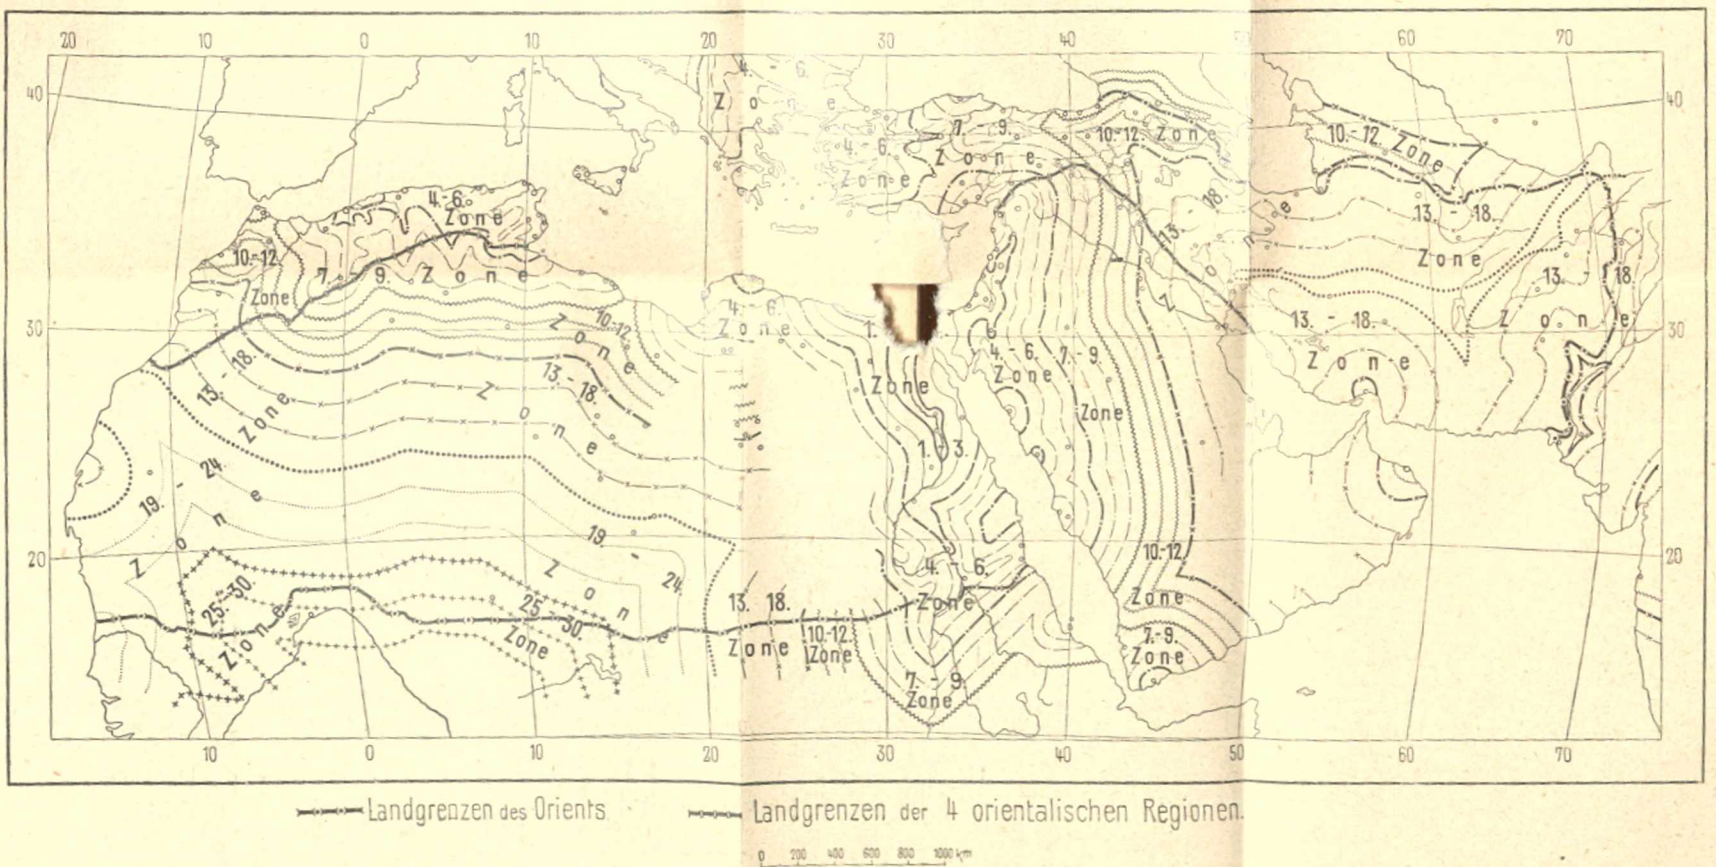 20 10 0 10 20 30 40 50 60 70
40 40
4. - 6.
Zone
7. - 9.
Zone
10.-12. Zone
10.-12. Zone
4. - 6.
Zone
4.-6.
Zone
10.-12.
Zone
7. - 9. Zone
13. - 18.
Zone
13. - 18.
Zone
13. - 18.
Zone
4. - 6.
Zone
10.-12.
Zone
30 30
1.
Zone
13. - 18.
Zone
4. - 6.
Zone
7. - 9.
Zone
13. - 18.
Zone
13. - 18.
Zone
1. 3.
19. - 24.
Zone
19. - 24.
Zone
20 20
4. - 6.
Zone
10.-12.
Zone
25.-30.
Zone
25.-30.
Zone
13. 18.
Zone
10.-12.
Zone
7.-9.
Zone
7. - 9.
Zone
10 0 10 20 30 40 50 60 70
Landgrenzen des Orients Landgrenzen der 4 orientalischen Regionen.
0 200 400 600 800 1000 km